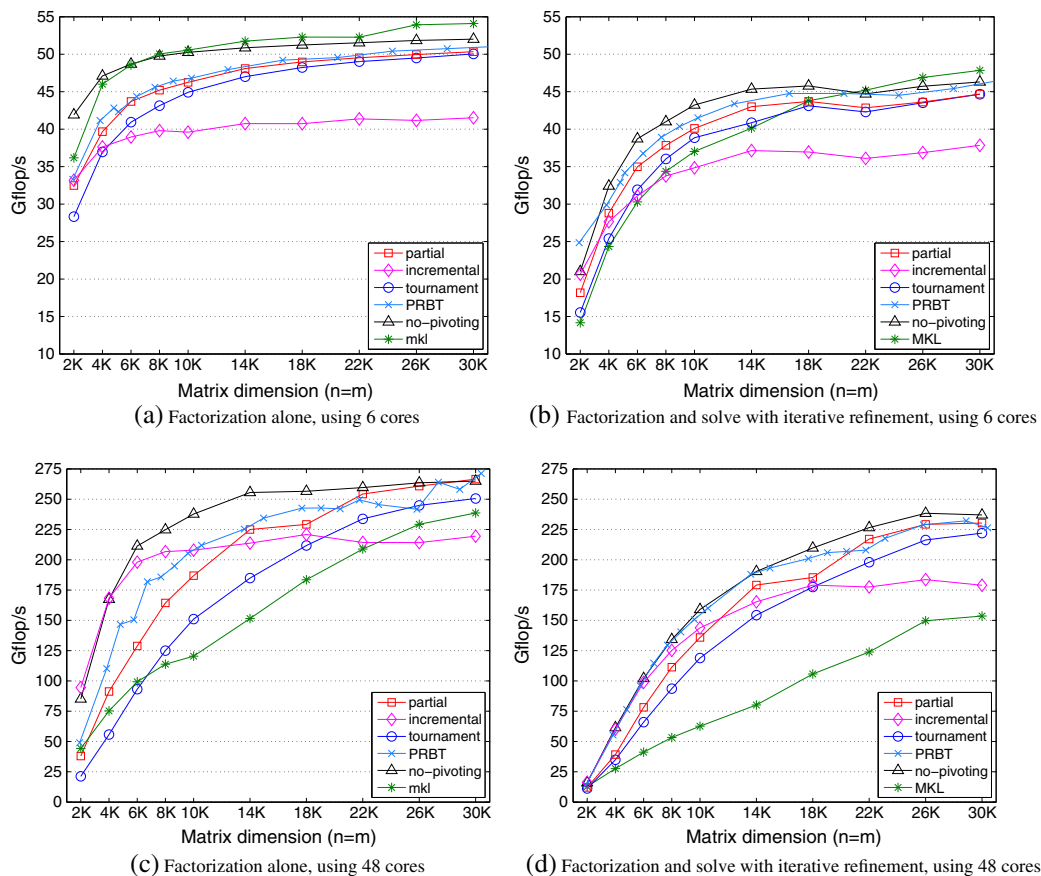 55
50
45
40
35
30
25
20
15
10
Gflop/s
2K 4K 6K 8K 10K 14K 18K 22K 26K 30K
Matrix dimension (n=m)
partial
incremental
tournament
PRBT
no-pivoting
mkl
(a) Factorization alone, using 6 cores
55
50
45
40
35
30
25
20
15
10
Gflop/s
2K 4K 6K 8K 10K 14K 18K 22K 26K 30K
Matrix dimension (n=m)
partial
incremental
tournament
PRBT
no-pivoting
MKL
(b) Factorization and solve with iterative refinement, using 6 cores
275
250
225
200
175
150
125
100
75
50
25
0
Gflop/s
2K 4K 6K 8K 10K 14K 18K 22K 26K 30K
Matrix dimension (n=m)
partial
incremental
tournament
PRBT
no-pivoting
mkl
(c) Factorization alone, using 48 cores
275
250
225
200
175
150
125
100
75
50
25
0
Gflop/s
2K 4K 6K 8K 10K 14K 18K 22K 26K 30K
Matrix dimension (n=m)
partial
incremental
tournament
PRBT
no-pivoting
MKL
(d) Factorization and solve with iterative refinement, using 48 cores